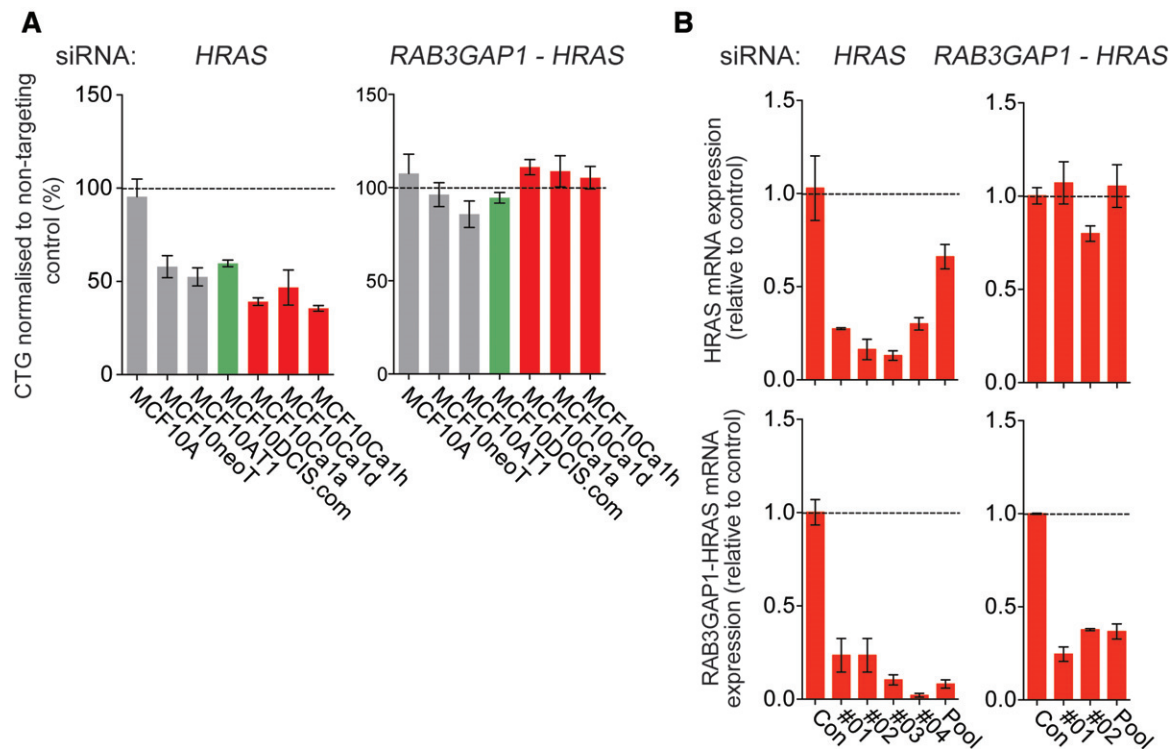 A
siRNA: HRAS RAB3GAP1 - HRAS
CTG normalised to non-targeting
control (%)
150
100
50
0
MCF10A
MCF10neoT
MCF10AT1
MCF10DCIS.com
MCF10Ca1a
MCF10Ca1d
MCF10Ca1h
150
100
50
0
MCF10A
MCF10neoT
MCF10AT1
MCF10DCIS.com
MCF10Ca1a
MCF10Ca1d
MCF10Ca1h
B
siRNA: HRAS RAB3GAP1 - HRAS
HRAS mRNA expression
(relative to control)
1.5
1.0
0.5
0.0
1.5
1.0
0.5
0.0
RAB3GAP1-HRAS mRNA
expression (relative to control)
1.5
1.0
0.5
0.0
Con
#01
#02
#03
#04
Pool
1.5
1.0
0.5
0.0
Con
#01
#02
Pool